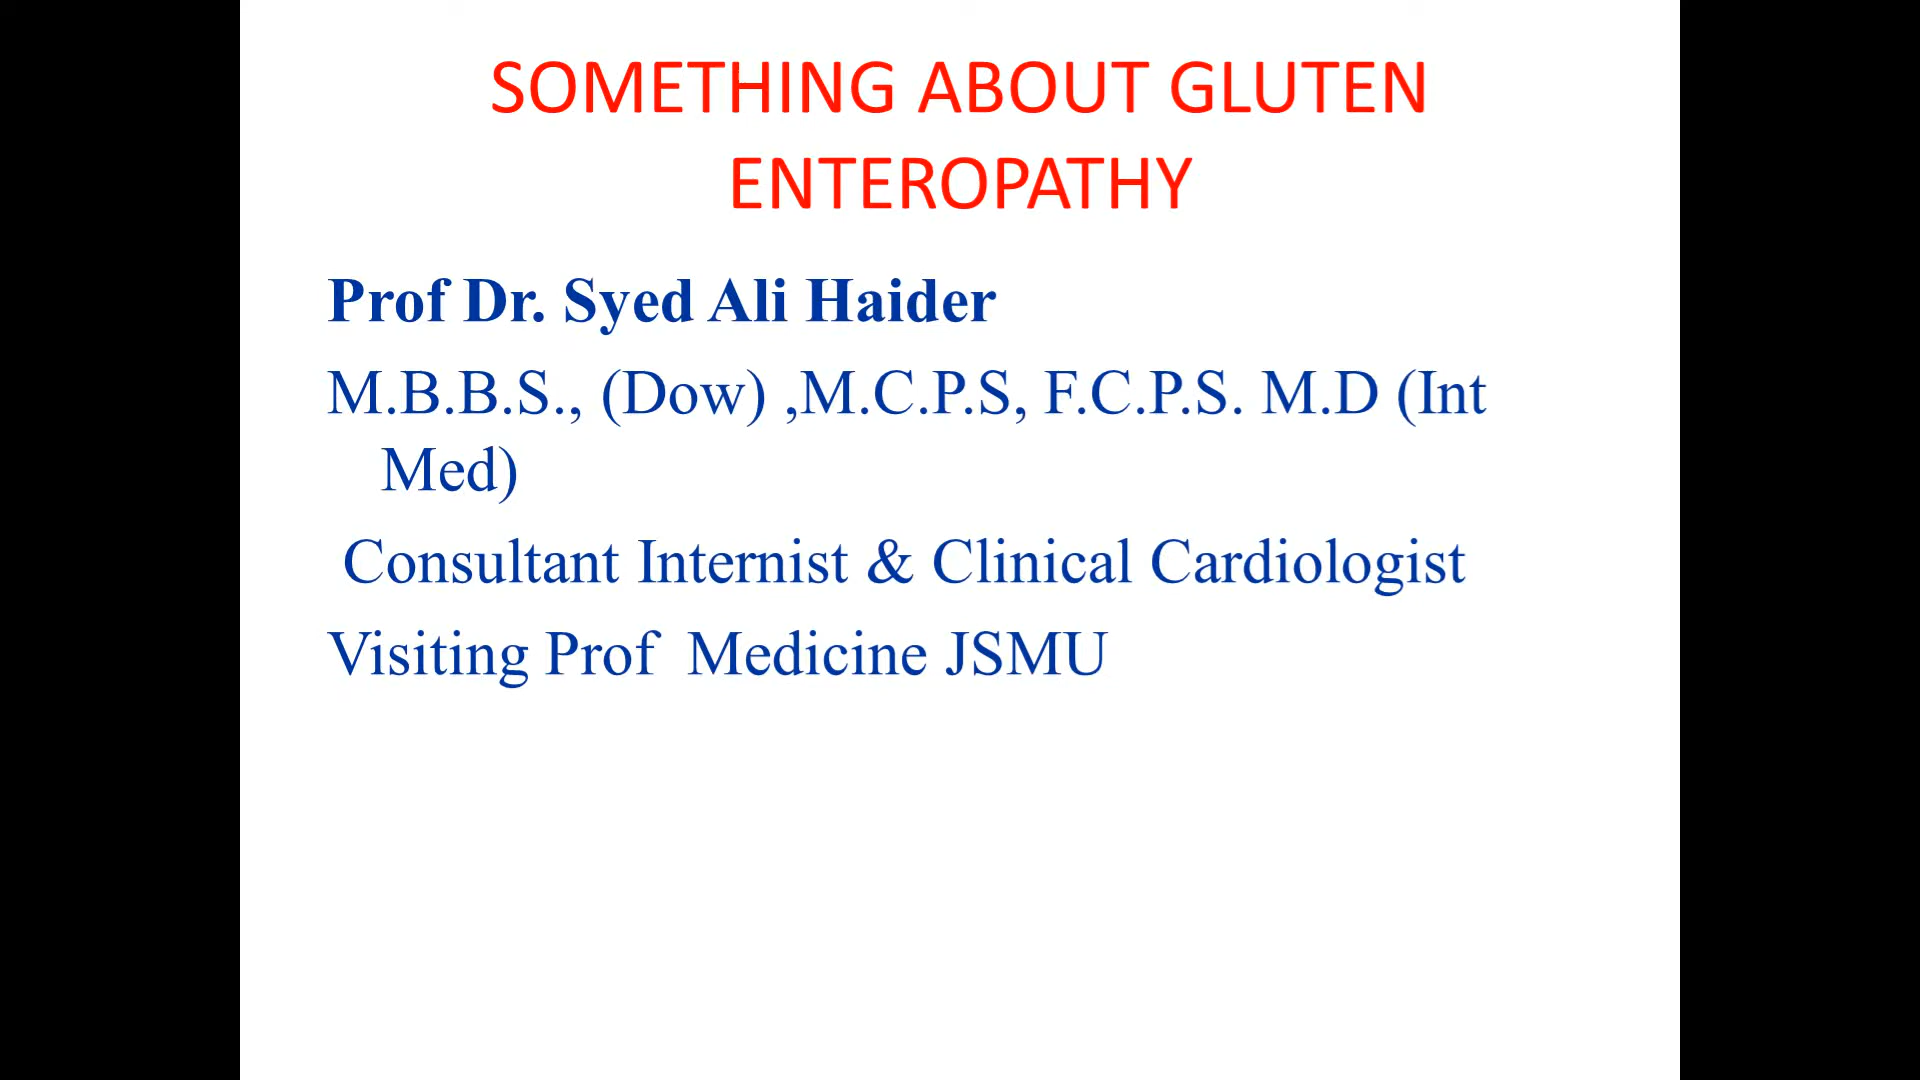 SOMETHING ABOUT GLUTEN
ENTEROPATHY
Prof Dr. Syed Ali Haider
M.B.B.S., (Dow) ,M.C.P.S, F.C.P.S. M.D (Int
Med)
Consultant Internist & Clinical Cardiologist
Visiting Prof  Medicine JSMU